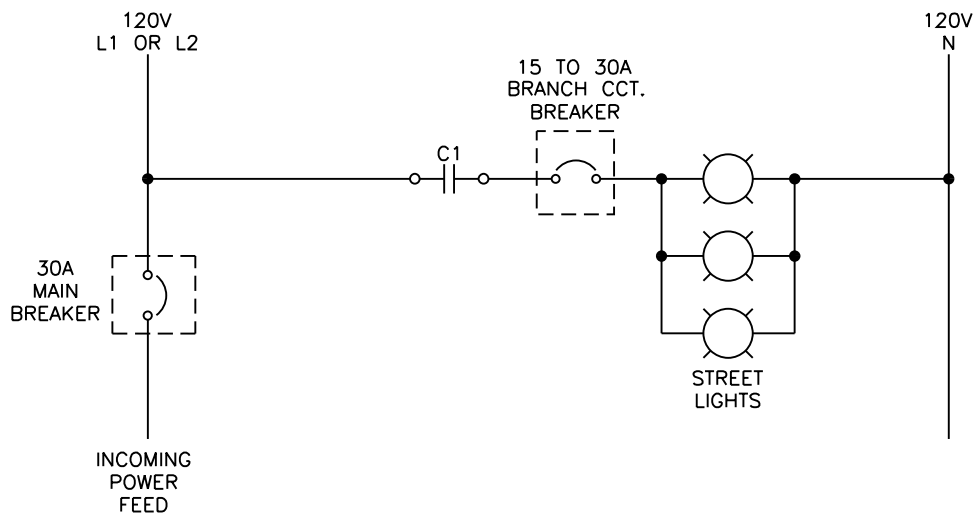 120V
L1 OR L2
120V
N
15 TO 30A
BRANCH CCT.
BREAKER
C1
30A
MAIN
BREAKER
STREET
LIGHTS
INCOMING
POWER
FEED